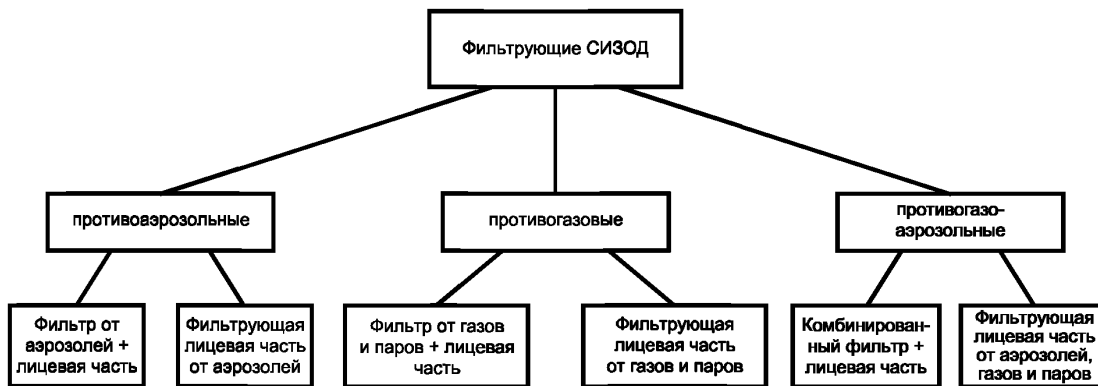 Фильтрующие СИЗОД
противоаэрозольные
противогазовые
противогазо-
аэрозольные
Фильтр от
аэрозолей +
лицевая часть
Фильтрующая
лицевая часть
от аэрозолей
Фильтр от газов
и паров + лицевая
часть
Фильтрующая
лицевая часть
от газов и паров
Комбинирован-
ный фильтр +
лицевая часть
Фильтрующая
лицевая часть
от аэрозолей,
газов и паров